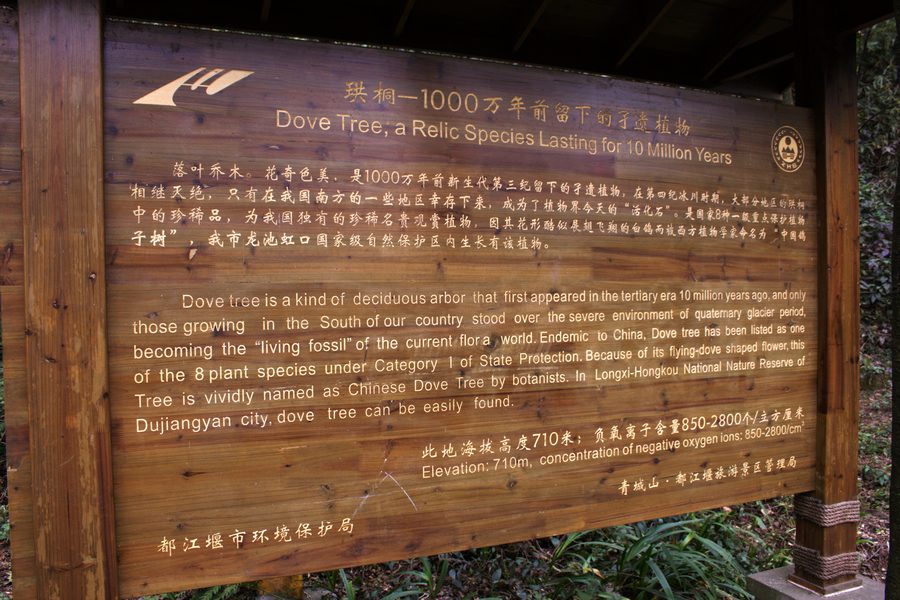 珙桐—1000万年前留下的孑遗植物
Dove Tree, a Relic Species Lasting for 10 Million Years
落叶乔木。花奇色美，是1000万年前新生代第三纪留下的孑遗植物，在第四纪冰川时期，大部分地区的珙桐
相继灭绝，只有在我国南方的一些地区幸存下来，成为了植物界今天的“活化石”。是国家8种一级重点保护植物
中的珍稀品，为我国独有的珍稀名贵观赏植物，因其花形酷似展翅飞翔的白鸽而被西方植物学家命名为“中国鸽
子树”，我市龙池虹口国家级自然保护区内生长有该植物。
Dove tree is a kind of deciduous arbor that first appeared in the tertiary era 10 million years ago, and only
those growing in the South of our country stood over the severe environment of quaternary glacier period,
becoming the “living fossil” of the current flora world. Endemic to China, Dove tree has been listed as one
of the 8 plant species under Category 1 of State Protection. Because of its flying-dove shaped flower, this
Tree is vividly named as Chinese Dove Tree by botanists. In Longxi-Hongkou National Nature Reserve of
Dujiangyan city, dove tree can be easily found.
此地海拔高度710米；负氧离子含量850-2800个/立方厘米
Elevation: 710m, concentration of negative oxygen ions: 850-2800/cm³
青城山·都江堰旅游景区管理局
都江堰市环境保护局